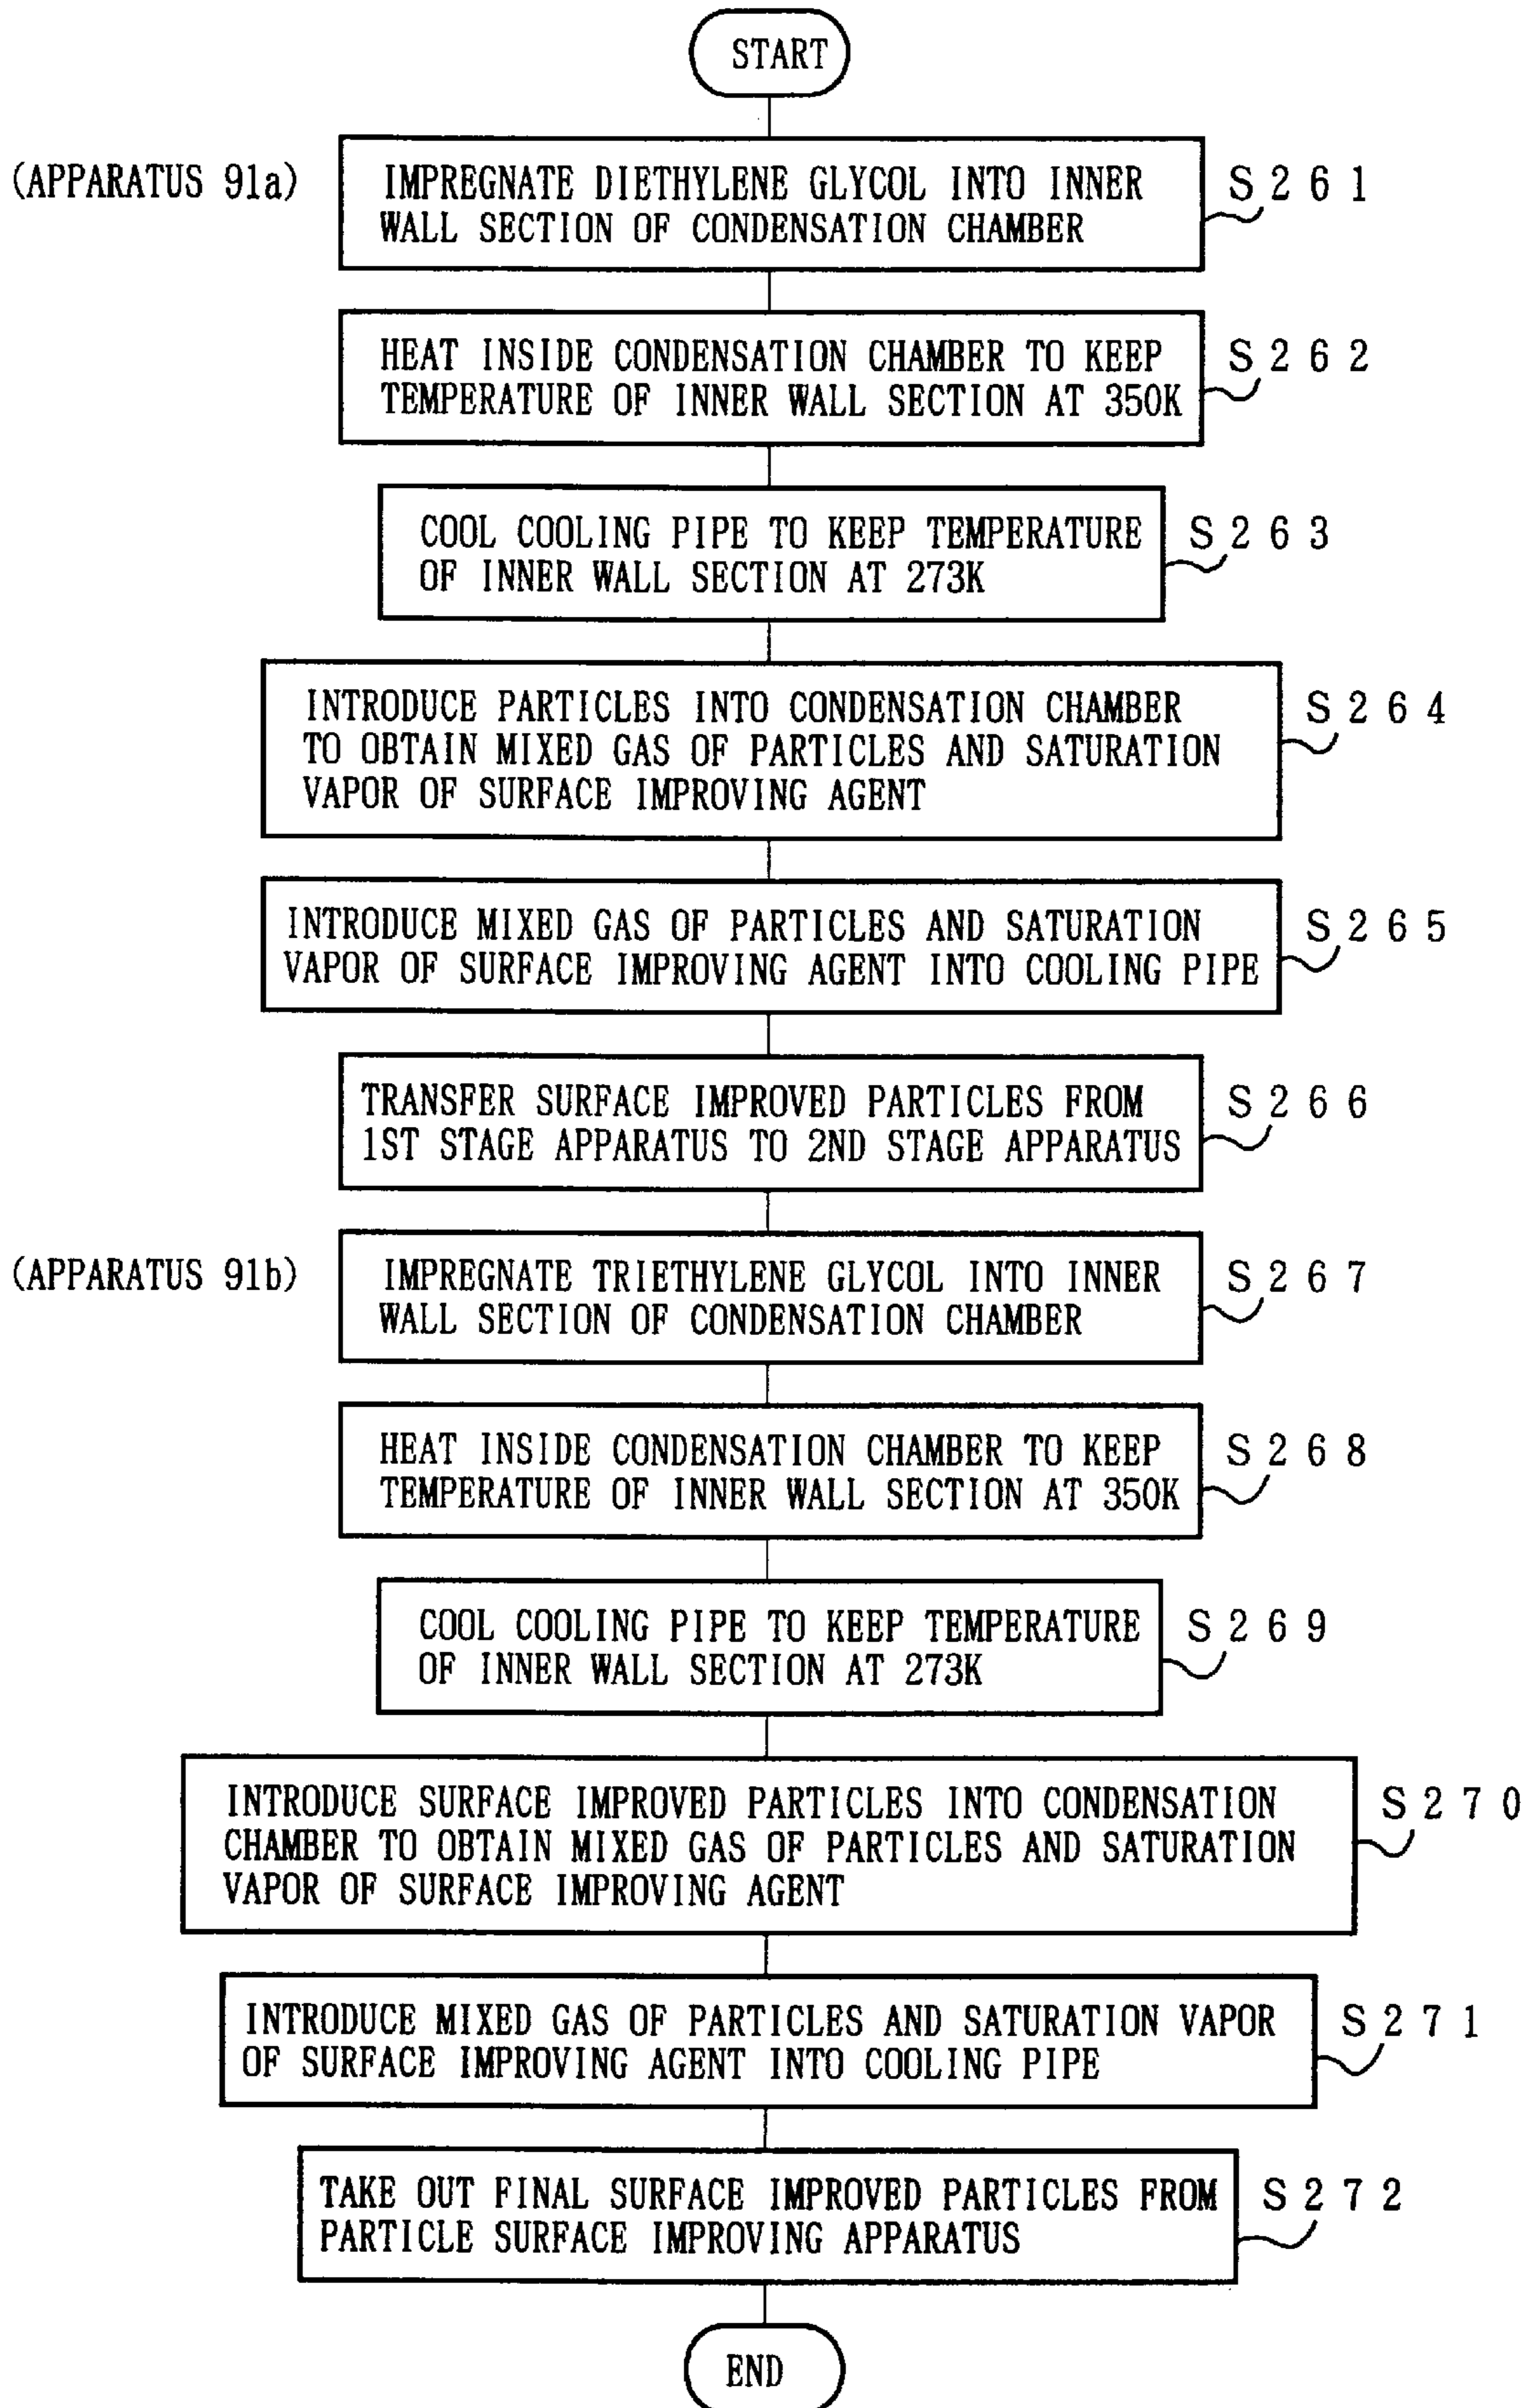 START
(APPARATUS 91a)
IMPREGNATE DIETHYLENE GLYCOL INTO INNER
WALL SECTION OF CONDENSATION CHAMBER
S261
HEAT INSIDE CONDENSATION CHAMBER TO KEEP
TEMPERATURE OF INNER WALL SECTION AT 350K
S262
COOL COOLING PIPE TO KEEP TEMPERATURE
OF INNER WALL SECTION AT 273K
S263
INTRODUCE PARTICLES INTO CONDENSATION CHAMBER
TO OBTAIN MIXED GAS OF PARTICLES AND SATURATION
VAPOR OF SURFACE IMPROVING AGENT
S264
INTRODUCE MIXED GAS OF PARTICLES AND SATURATION
VAPOR OF SURFACE IMPROVING AGENT INTO COOLING PIPE
S265
TRANSFER SURFACE IMPROVED PARTICLES FROM
1ST STAGE APPARATUS TO 2ND STAGE APPARATUS
S266
(APPARATUS 91b)
IMPREGNATE TRIETHYLENE GLYCOL INTO INNER
WALL SECTION OF CONDENSATION CHAMBER
S267
HEAT INSIDE CONDENSATION CHAMBER TO KEEP
TEMPERATURE OF INNER WALL SECTION AT 350K
S268
COOL COOLING PIPE TO KEEP TEMPERATURE
OF INNER WALL SECTION AT 273K
S269
INTRODUCE SURFACE IMPROVED PARTICLES INTO CONDENSATION
CHAMBER TO OBTAIN MIXED GAS OF PARTICLES AND SATURATION
VAPOR OF SURFACE IMPROVING AGENT
S270
INTRODUCE MIXED GAS OF PARTICLES AND SATURATION VAPOR
OF SURFACE IMPROVING AGENT INTO COOLING PIPE
S271
TAKE OUT FINAL SURFACE IMPROVED PARTICLES FROM
PARTICLE SURFACE IMPROVING APPARATUS
S272
END